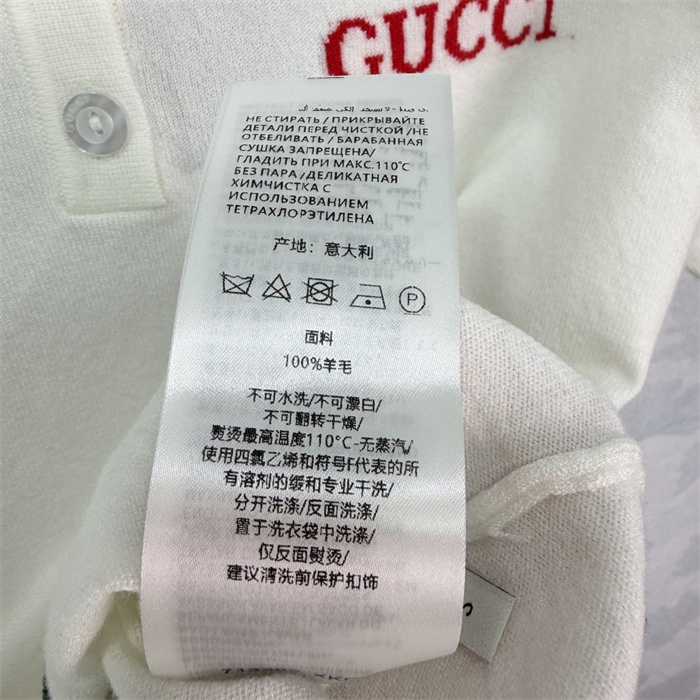 GUCCI
НЕ СТИРАТЬ / ПРИКРЫВАЙТЕ
ДЕТАЛИ ПЕРЕД ЧИСТКОЙ /НЕ
ОТБЕЛИВАТЬ / БАРАБАННАЯ
СУШКА ЗАПРЕЩЕНА/
ГЛАДИТЬ ПРИ МАКС.110°C
БЕЗ ПАРА /ДЕЛИКАТНАЯ
ХИМЧИСТКА С
ИСПОЛЬЗОВАНИЕМ
ТЕТРАХЛОРЭТИЛЕНА
产地：意大利
P
面料
100%羊毛
不可水洗/不可漂白/
不可翻转干燥/
熨烫最高温度110°C-无蒸汽/
使用四氯乙烯和符号F代表的所
有溶剂的缓和专业干洗/
分开洗涤/反面洗涤/
置于洗衣袋中洗涤/
仅反面熨烫/
建议清洗前保护扣饰
S